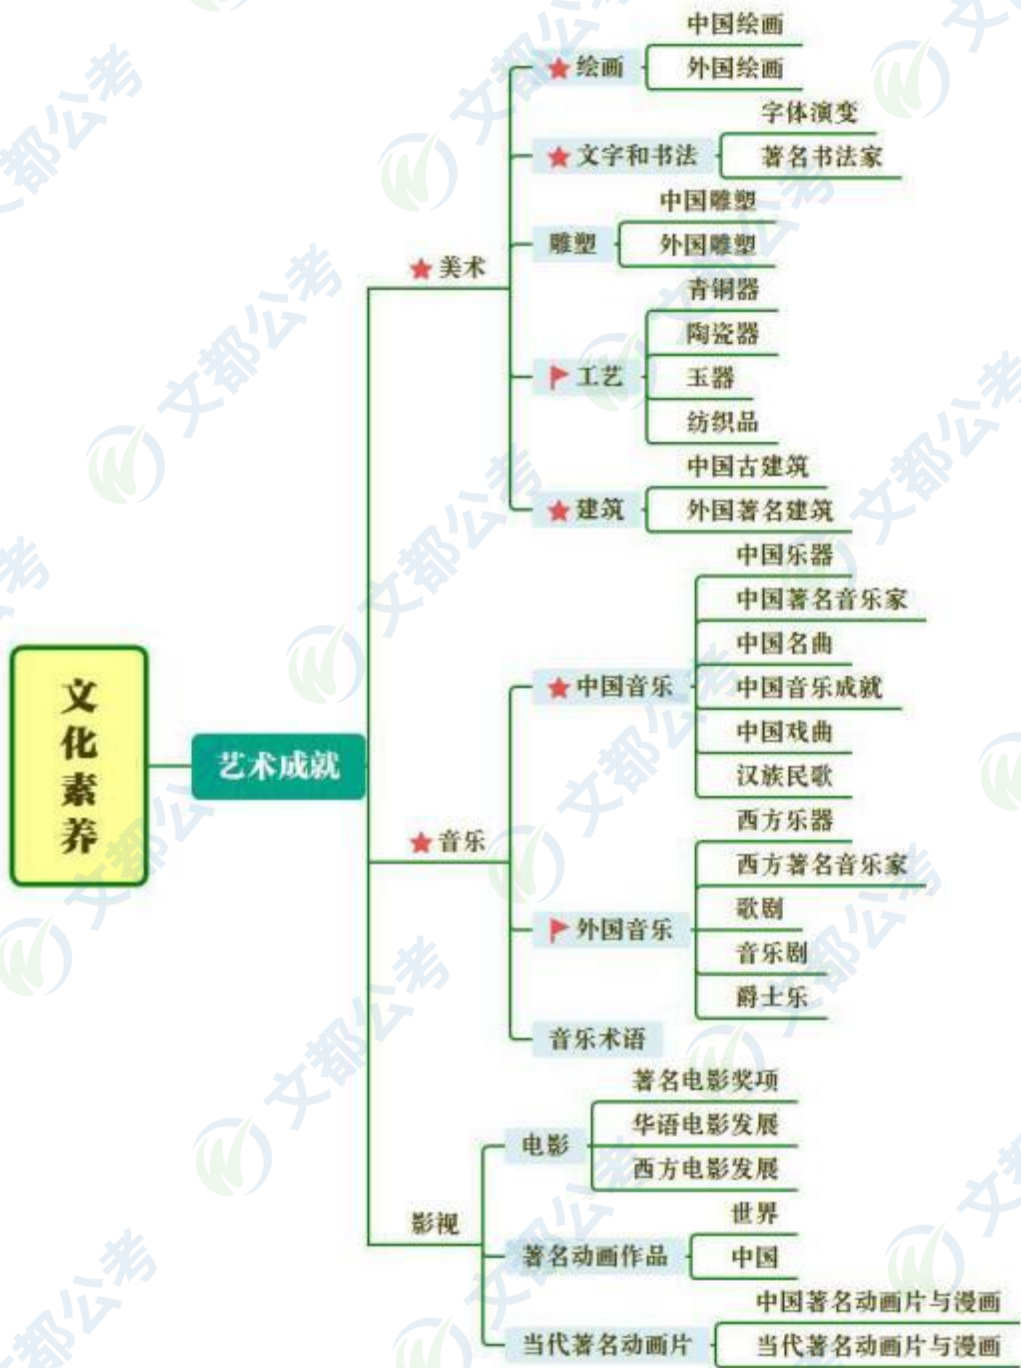 文化素养
艺术成就
★美术
★绘画
中国绘画
外国绘画
★文字和书法
字体演变
著名书法家
雕塑
中国雕塑
外国雕塑
工艺
青铜器
陶瓷器
玉器
纺织品
★建筑
中国古建筑
外国著名建筑
★音乐
★中国音乐
中国乐器
中国著名音乐家
中国名曲
中国音乐成就
中国戏曲
汉族民歌
外国音乐
西方乐器
西方著名音乐家
歌剧
音乐剧
爵士乐
音乐术语
影视
电影
著名电影奖项
华语电影发展
西方电影发展
著名动画作品
世界
中国
当代著名动画片
中国著名动画片与漫画
当代著名动画片与漫画
文都公考